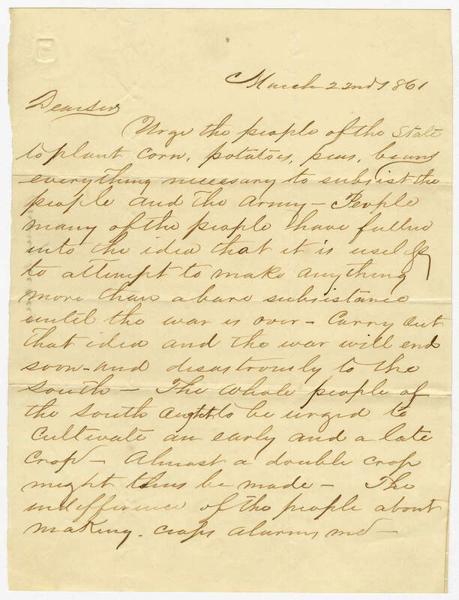 March 22nd 1861
Dear sir
Urge the people of the State
to plant corn, potatoes, peas, beans
everything necessary to subsist the
people and the Army – People
many of the people have fallen
into the idea that it is useless
to attempt to make anything
more than a bare subsistance
until the war is over – Carry out
that idea and the war will end
soon – and disastrously to the
South – The whole people of
the South aught to be urged to
cultivate an early and a late
crop – Almost a double crop
might thus be made – The
indifference of the people about
making crops alarms me –